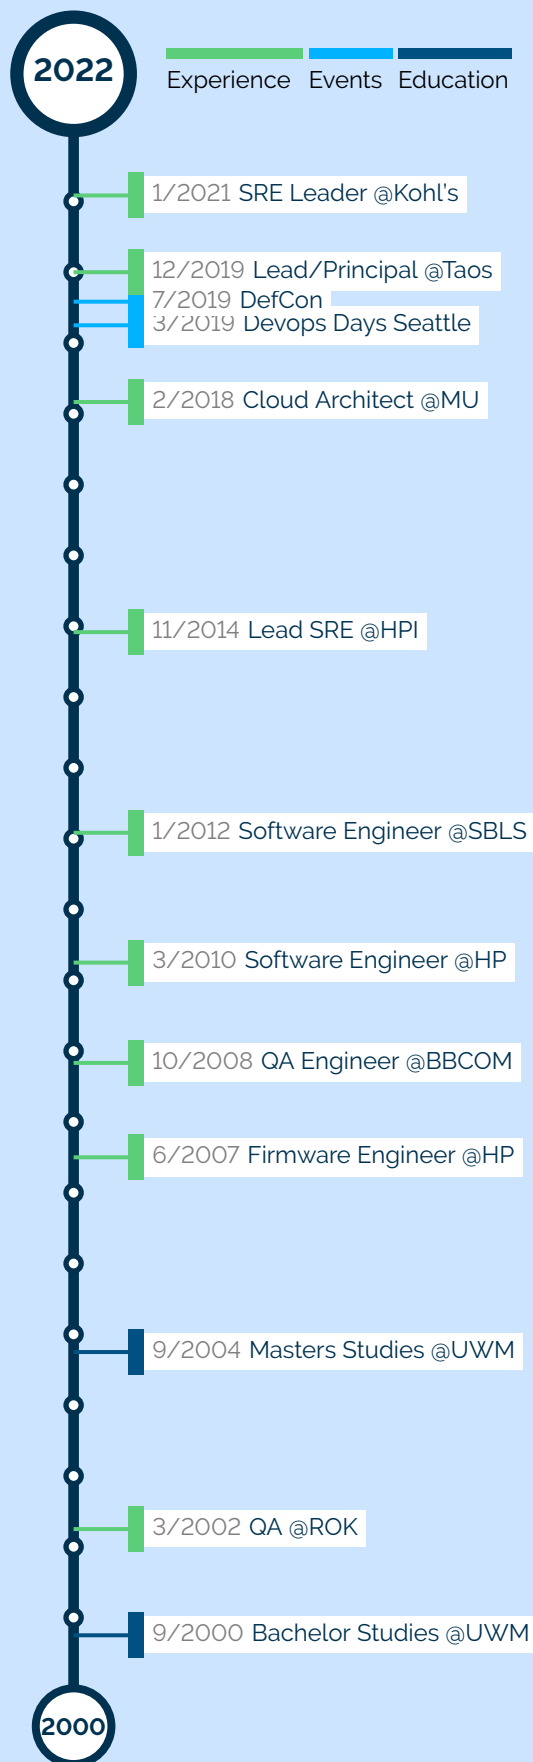 2022
Experience Events Education
1/2021 SRE Leader @Kohl's
12/2019 Lead/Principal @Taos
7/2019 DefCon
3/2019 Devops Days Seattle
2/2018 Cloud Architect @MU
11/2014 Lead SRE @HPI
1/2012 Software Engineer @SBLS
3/2010 Software Engineer @HP
10/2008 QA Engineer @BBCOM
6/2007 Firmware Engineer @HP
9/2004 Masters Studies @UWM
3/2002 QA @ROK
9/2000 Bachelor Studies @UWM
2000